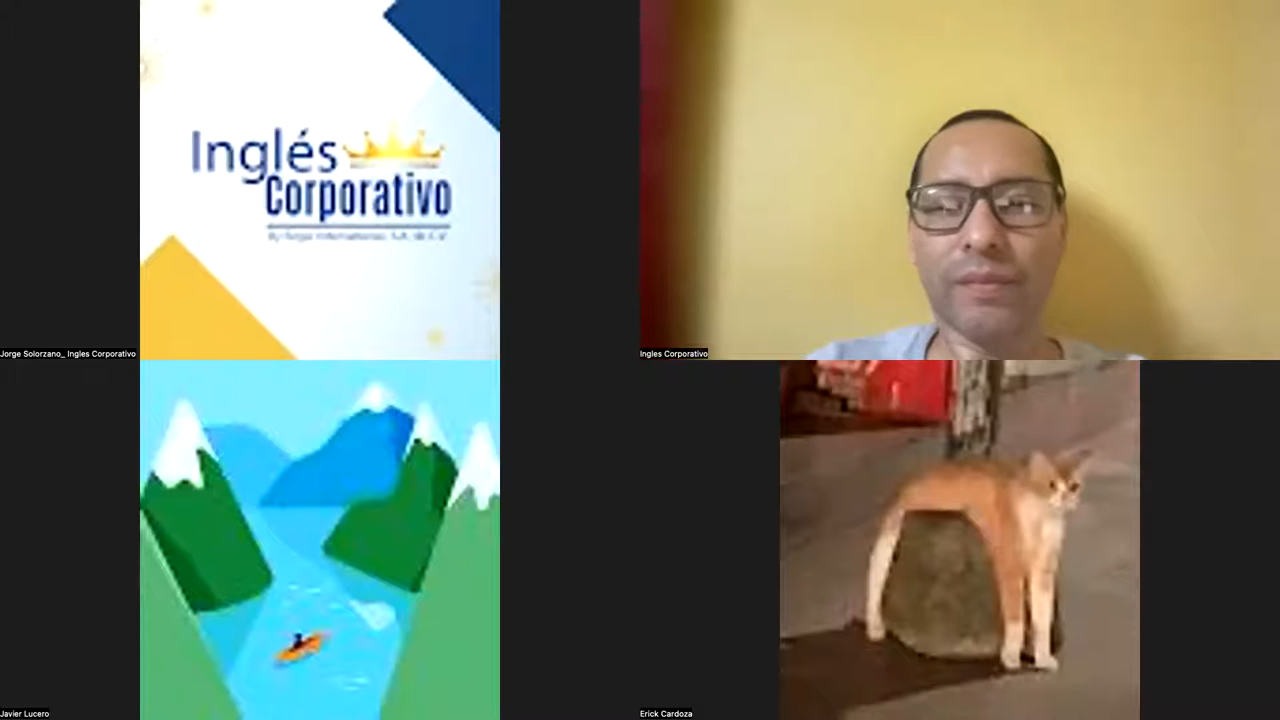 Inglés
Corporativo
Jorge Solorzano_ Ingles Corporativo
Ingles Corporativo
Javier Lucero
Erick Cardoza